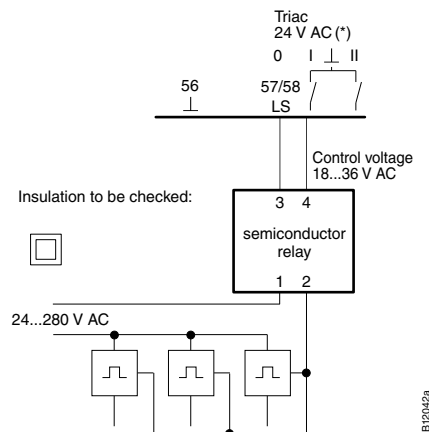 Triac
24 V AC (*)
0 I II
56 57/58
LS
Control voltage
18...36 V AC
Insulation to be checked:
3 4
semiconductor
relay
1 2
24...280 V AC
B12042a